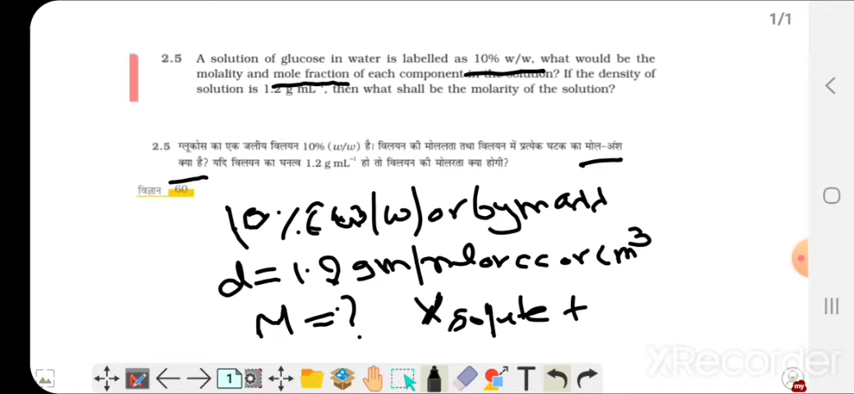 1/1
2.5 A solution of glucose in water is labelled as 10% w/w, what would be the
molality and mole fraction of each component in the solution? If the density of
solution is 1.2 g mL⁻¹, then what shall be the molarity of the solution?
2.5 ग्लूकोस का एक जलीय विलयन 10% (w/w) है। विलयन की मोललता तथा विलयन में प्रत्येक घटक का मोल-अंश
क्या है? यदि विलयन का घनत्व 1.2 g mL⁻¹ हो तो विलयन की मोलरता क्या होगी?
विज्ञान 60
10 % (w/w) or by
d = 1.2 gm/ml or cc or cm³
M = ? X solute +
1 T
XRecorder
my